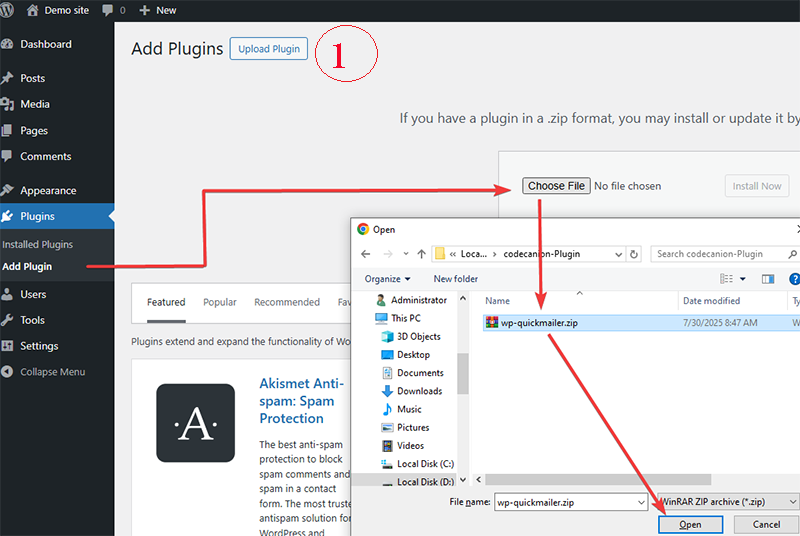 Demo site 0 New
Dashboard
Posts
Media
Pages
Comments
Appearance
Plugins
Installed Plugins
Add Plugin
Users
Tools
Settings
Collapse Menu
Add Plugins Upload Plugin 1
If you have a plugin in a .zip format, you may install or update it by
Choose File No file chosen Install Now
Featured Popular Recommended Fav
Plugins extend and expand the functionality of Wo
·A·
Akismet Anti-
spam: Spam
Protection
The best anti-spam
protection to block
spam comments and
spam in a contact
form. The most truste
antispam solution for
WordPress and
Open
« Loca... › codecanion-Plugin Search codecanion-Plugin
Organize New folder
Administrator
This PC
3D Objects
Desktop
Documents
Downloads
Music
Pictures
Videos
Local Disk (C:)
Local Disk (D:)
Name Date modified Ty
wp-quickmailer.zip 7/30/2025 8:47 AM W
File name: wp-quickmailer.zip WinRAR ZIP archive (*.zip)
Open Cancel